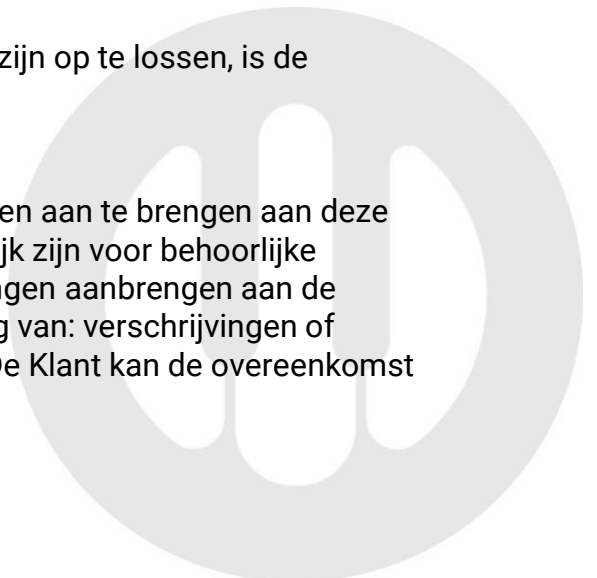 zijn op te lossen, is de
en aan te brengen aan deze
jk zijn voor behoorlijke
ngen aanbrengen aan de
g van: verschrijvingen of
De Klant kan de overeenkomst